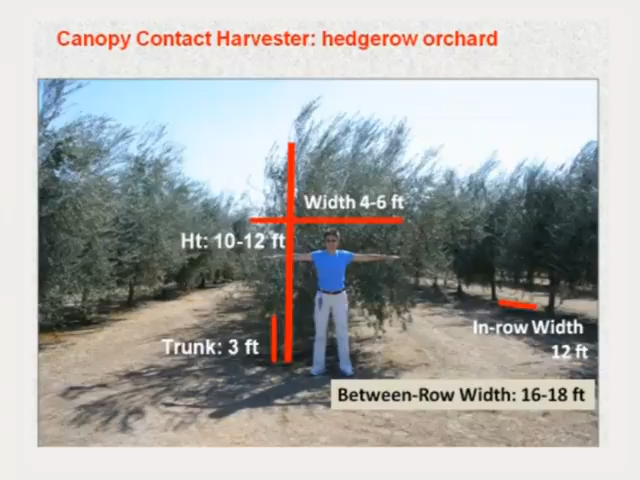 Canopy Contact Harvester: hedgerow orchard
Width 4-6 ft
Ht: 10-12 ft
In-row Width
12 ft
Trunk: 3 ft
Between-Row Width: 16-18 ft